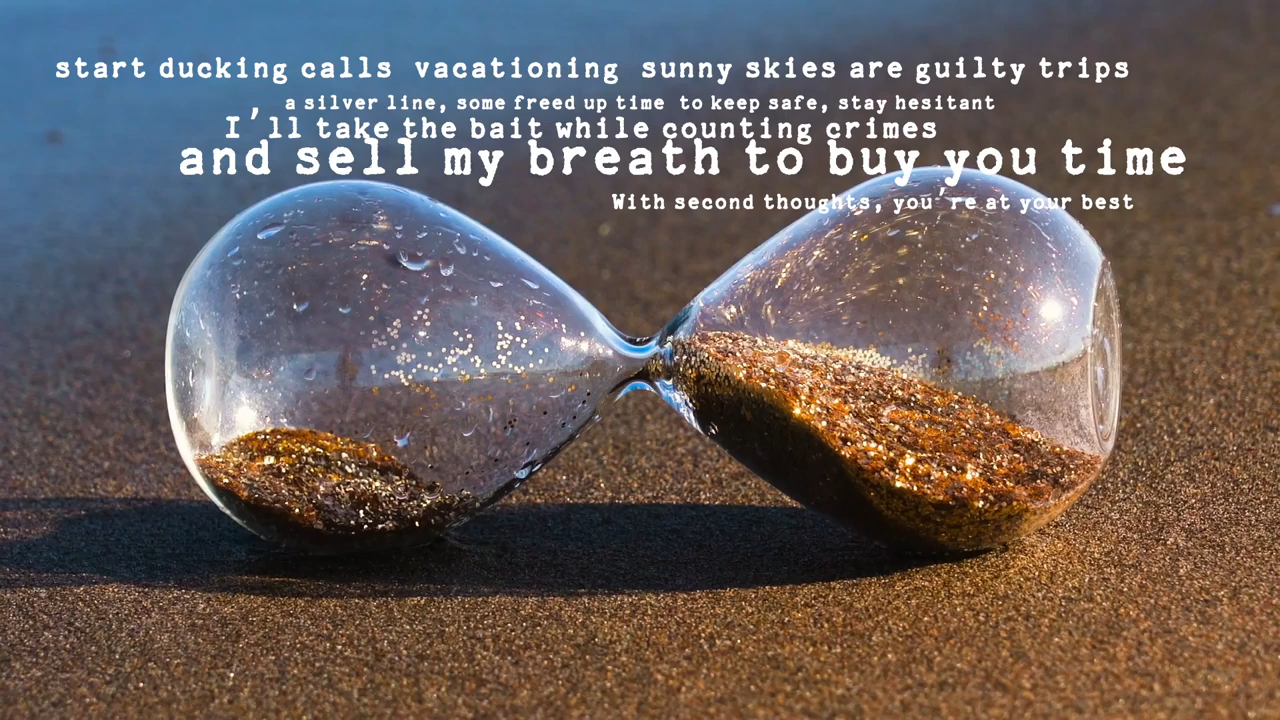 start ducking calls vacationing sunny skies are guilty trips
a silver line, some freed up time to keep safe, stay hesitant
I'll take the bait while counting crimes
and sell my breath to buy you time
With second thoughts, you're at your best